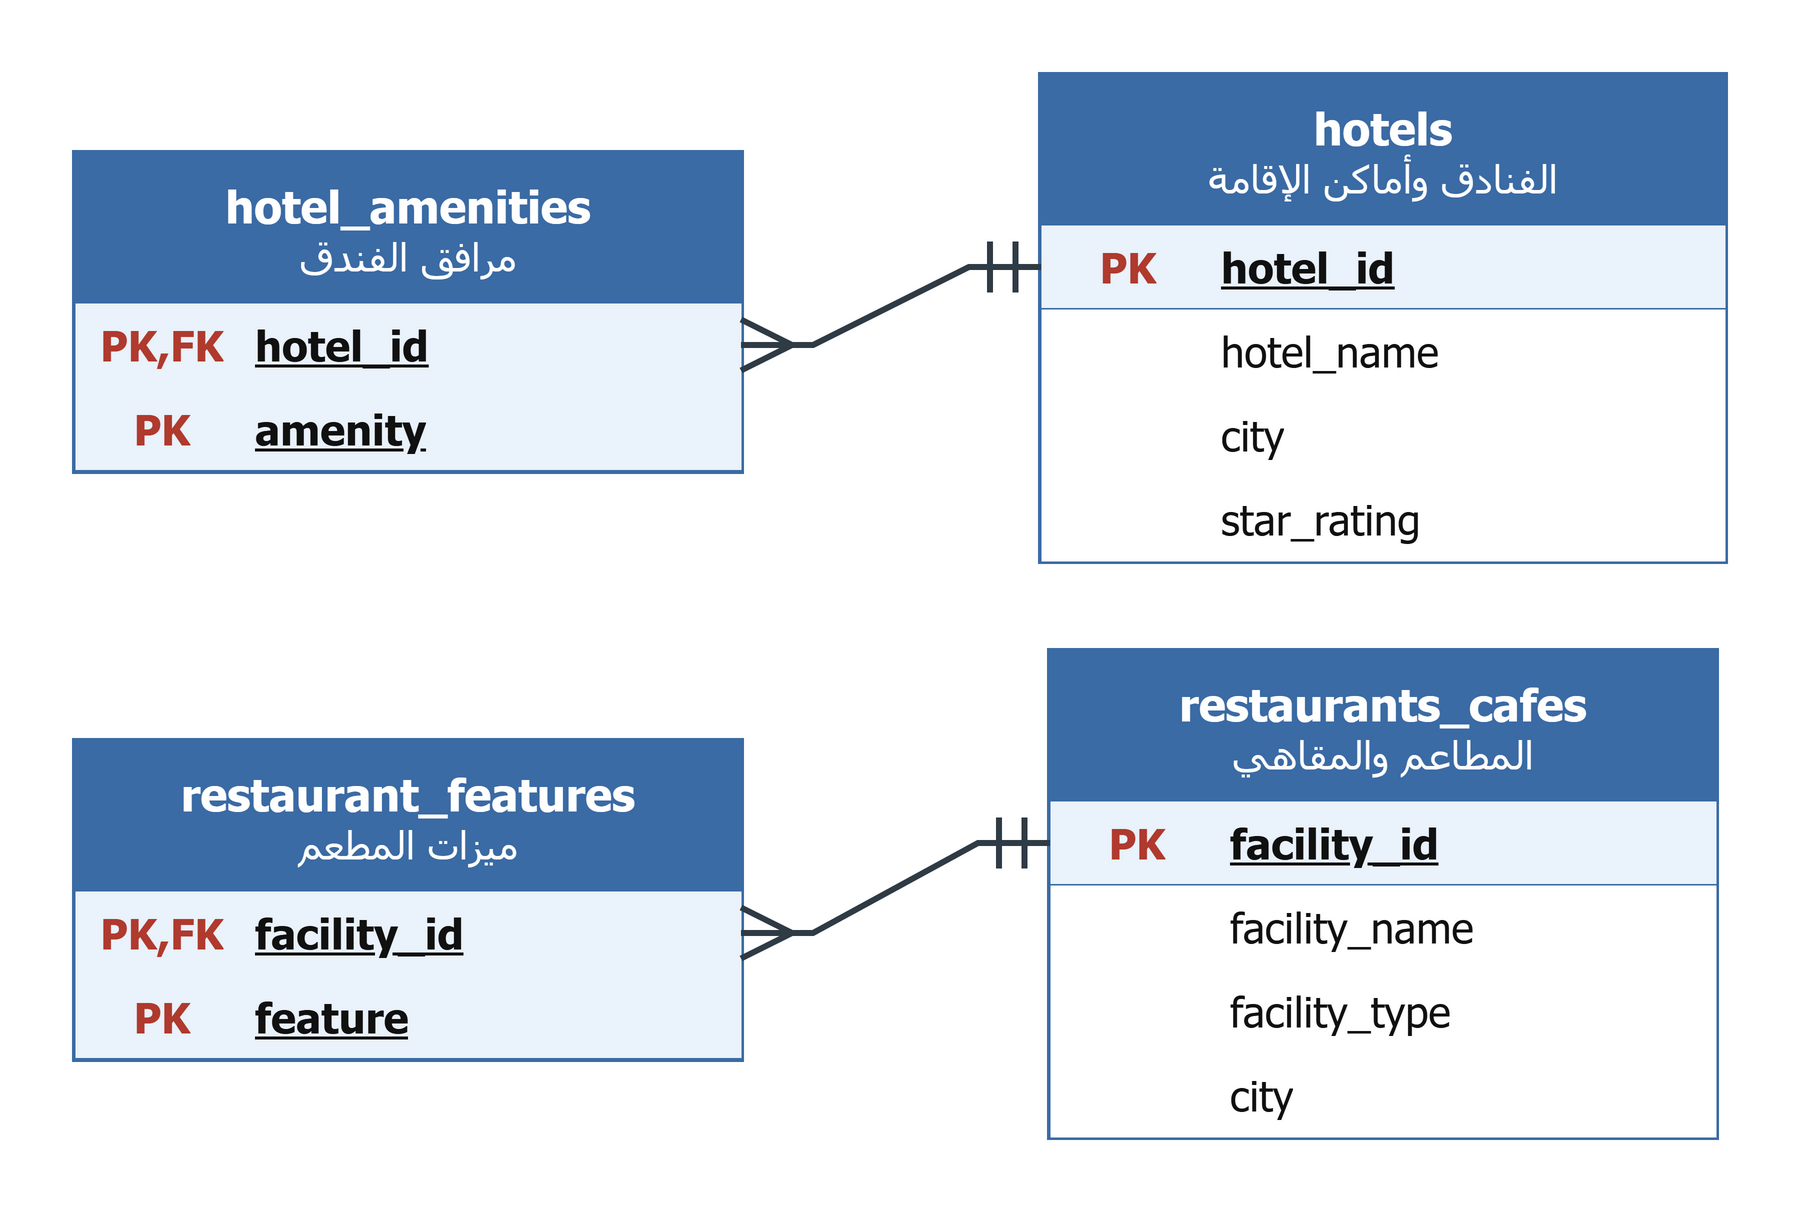 hotel_amenities
مرافق الفندق
PK,FK hotel_id
PK amenity
hotels
الفنادق وأماكن الإقامة
PK hotel_id
hotel_name
city
star_rating
restaurant_features
ميزات المطعم
PK,FK facility_id
PK feature
restaurants_cafes
المطاعم والمقاهي
PK facility_id
facility_name
facility_type
city